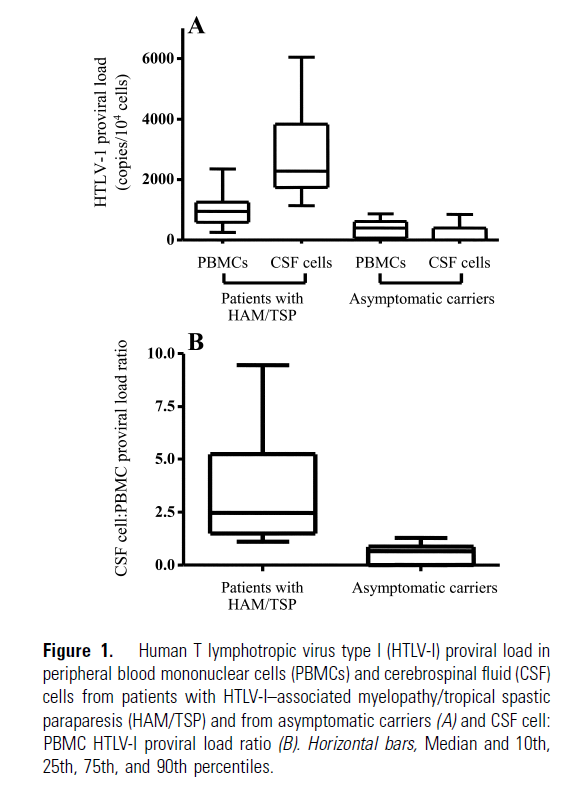 A
HTLV-1 proviral load
(copies/10⁴ cells)
6000
4000
2000
0
PBMCs CSF cells PBMCs CSF cells
Patients with
HAM/TSP
Asymptomatic carriers
B
CSF cell:PBMC proviral load ratio
10.0
7.5
5.0
2.5
0.0
Patients with
HAM/TSP
Asymptomatic carriers
Figure 1. Human T lymphotropic virus type I (HTLV-I) proviral load in
peripheral blood mononuclear cells (PBMCs) and cerebrospinal fluid (CSF)
cells from patients with HTLV-I–associated myelopathy/tropical spastic
paraparesis (HAM/TSP) and from asymptomatic carriers (A) and CSF cell:
PBMC HTLV-I proviral load ratio (B). Horizontal bars, Median and 10th,
25th, 75th, and 90th percentiles.